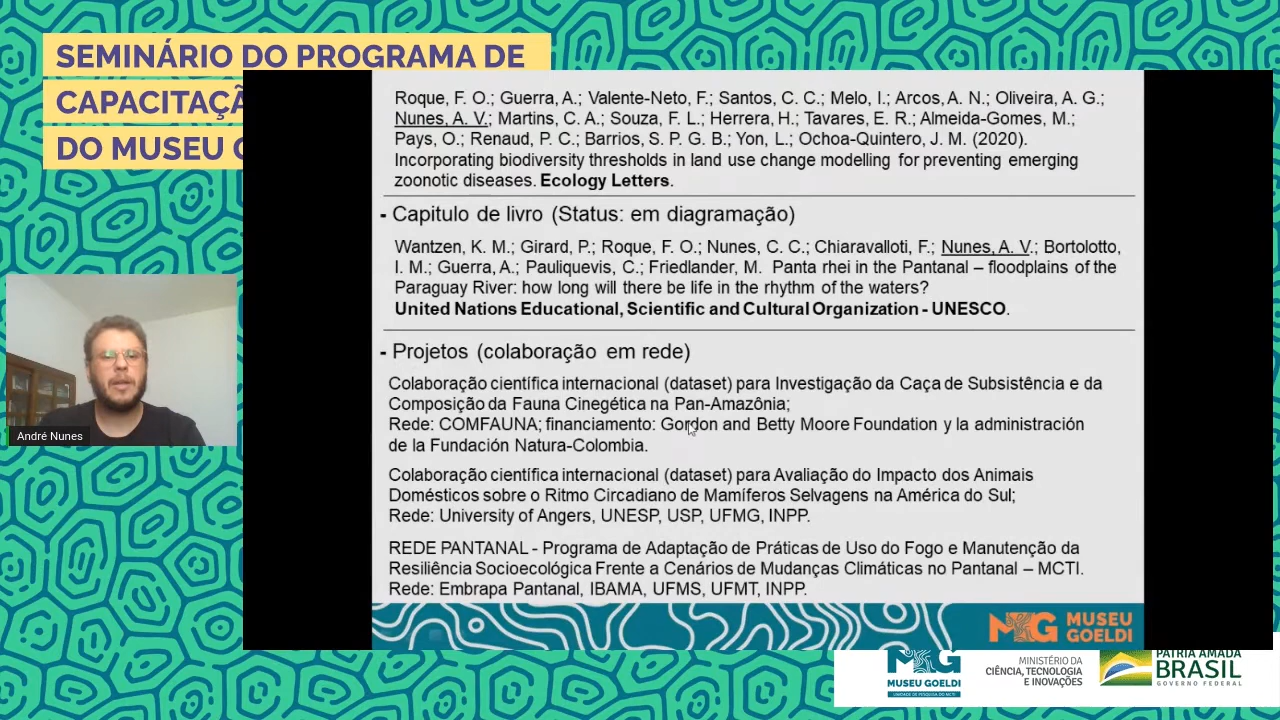 SEMINÁRIO DO PROGRAMA DE
CAPACITAÇÃ
DO MUSEU G
Roque, F. O.; Guerra, A.; Valente-Neto, F.; Santos, C. C.; Melo, I.; Arcos, A. N.; Oliveira, A. G.;
Nunes, A. V.; Martins, C. A.; Souza, F. L.; Herrera, H.; Tavares, E. R.; Almeida-Gomes, M.;
Pays, O.; Renaud, P. C.; Barrios, S. P. G. B.; Yon, L.; Ochoa-Quintero, J. M. (2020).
Incorporating biodiversity thresholds in land use change modelling for preventing emerging
zoonotic diseases. Ecology Letters.
- Capitulo de livro (Status: em diagramação)
Wantzen, K. M.; Girard, P.; Roque, F. O.; Nunes, C. C.; Chiaravalloti, F.; Nunes, A. V.; Bortolotto,
I. M.; Guerra, A.; Pauliquevis, C.; Friedlander, M. Panta rhei in the Pantanal – floodplains of the
Paraguay River: how long will there be life in the rhythm of the waters?
United Nations Educational, Scientific and Cultural Organization - UNESCO.
- Projetos (colaboração em rede)
Colaboração científica internacional (dataset) para Investigação da Caça de Subsistência e da
Composição da Fauna Cinegética na Pan-Amazônia;
Rede: COMFAUNA; financiamento: Gordon and Betty Moore Foundation y la administración
de la Fundación Natura-Colombia.
Colaboração científica internacional (dataset) para Avaliação do Impacto dos Animais
Domésticos sobre o Ritmo Circadiano de Mamíferos Selvagens na América do Sul;
Rede: University of Angers, UNESP, USP, UFMG, INPP.
REDE PANTANAL - Programa de Adaptação de Práticas de Uso do Fogo e Manutenção da
Resiliência Socioecológica Frente a Cenários de Mudanças Climáticas no Pantanal – MCTI.
Rede: Embrapa Pantanal, IBAMA, UFMS, UFMT, INPP.
André Nunes
MPEG MUSEU
GOELDI
MUSEU GOELDI
UNIDADE DE PESQUISA DO MCTI
MINISTÉRIO DA
CIÊNCIA, TECNOLOGIA
E INOVAÇÕES
PÁTRIA AMADA
BRASIL
GOVERNO FEDERAL